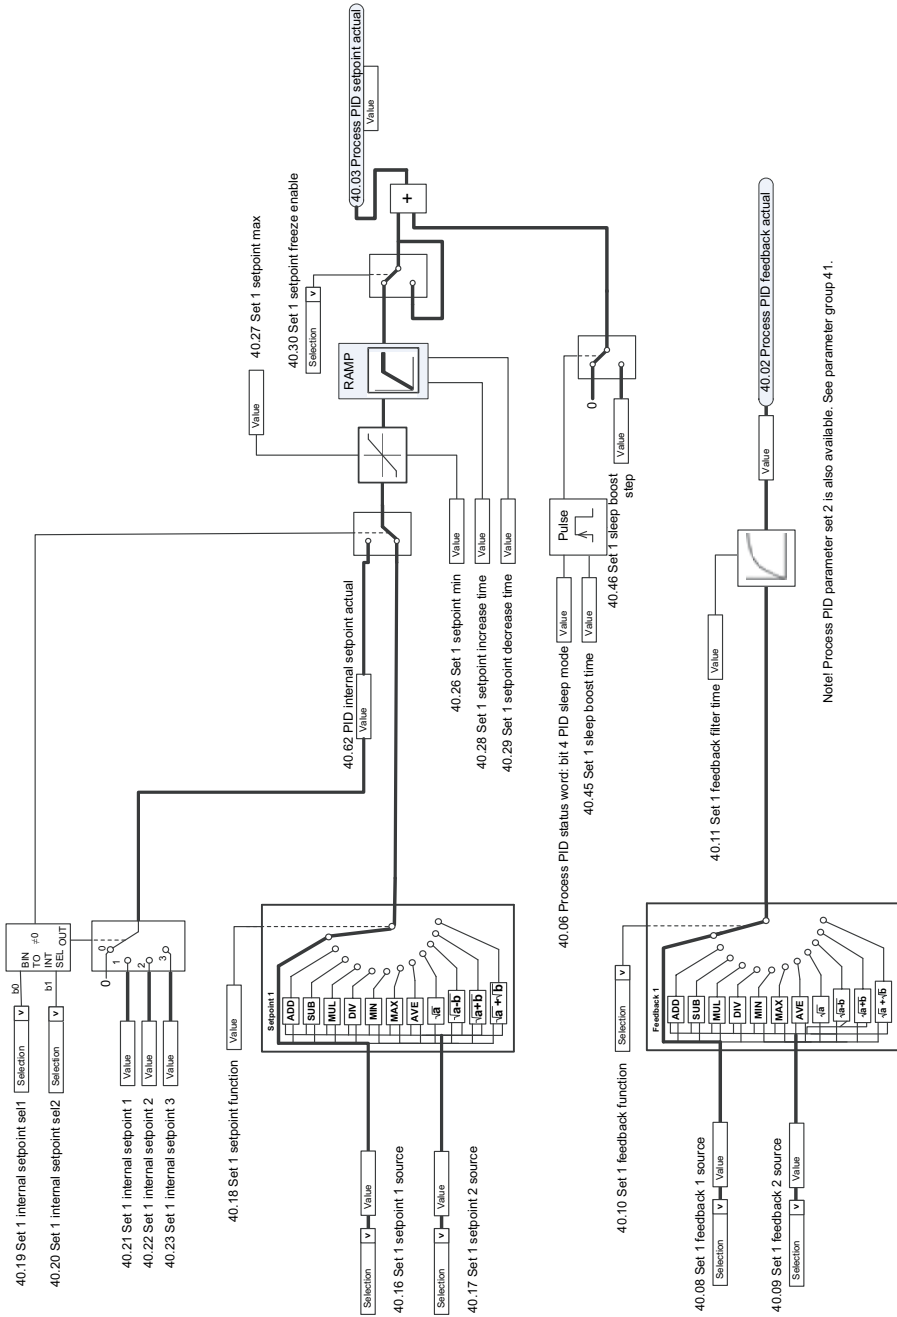 40.19 Set 1 internal setpoint sel1
Selection
v
b0
40.20 Set 1 internal setpoint sel2
Selection
v
b1
BIN
TO
INT
SEL
≠0
OUT
40.21 Set 1 internal setpoint 1
Value
40.22 Set 1 internal setpoint 2
Value
40.23 Set 1 internal setpoint 3
Value
0
0
1
2
3
40.62 PID internal setpoint actual
Value
40.18 Set 1 setpoint function
Value
Setpoint 1
ADD
SUB
MUL
DIV
MIN
MAX
AVE
√a
√a-b
√a+b
√a +√b
Selection
v
Value
40.16 Set 1 setpoint 1 source
Selection
v
Value
40.17 Set 1 setpoint 2 source
40.27 Set 1 setpoint max
Value
40.26 Set 1 setpoint min
Value
40.28 Set 1 setpoint increase time
Value
40.29 Set 1 setpoint decrease time
Value
RAMP
40.30 Set 1 setpoint freeze enable
Selection
v
+
40.03 Process PID setpoint actual
Value
40.06 Process PID status word: bit 4 PID sleep mode
Value
40.45 Set 1 sleep boost time
Value
Pulse
0
Value
40.46 Set 1 sleep boost
step
40.10 Set 1 feedback function
Selection
v
Feedback 1
ADD
SUB
MUL
DIV
MIN
MAX
AVE
√a
√a-b
√a+b
√a +√b
40.08 Set 1 feedback 1 source
Selection
v
Value
40.09 Set 1 feedback 2 source
Selection
v
Value
40.11 Set 1 feedback filter time
Value
Value
40.02 Process PID feedback actual
Note! Process PID parameter set 2 is also available. See parameter group 41.